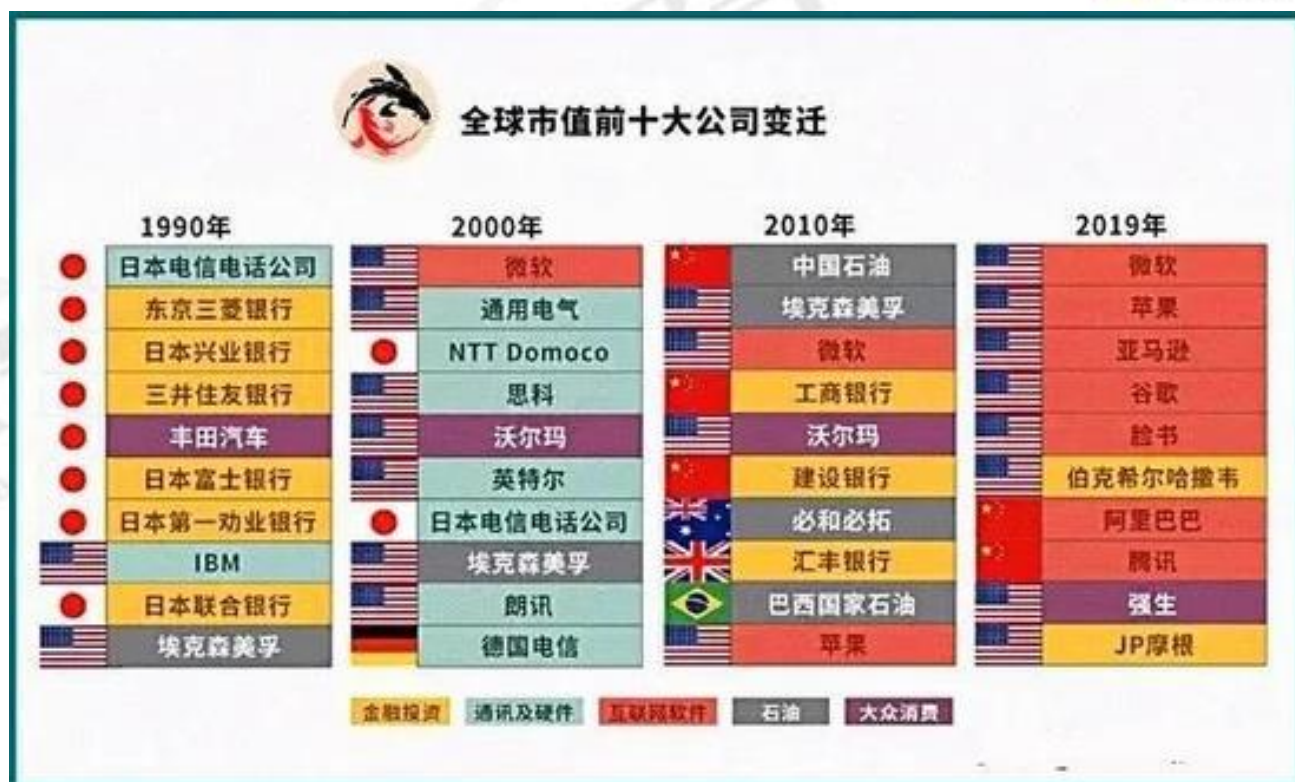 全球市值前十大公司变迁
1990年 2000年 2010年 2019年
日本电信电话公司 微软 中国石油 微软
东京三菱银行 通用电气 埃克森美孚 苹果
日本兴业银行 NTT Domoco 微软 亚马逊
三井住友银行 思科 工商银行 谷歌
丰田汽车 沃尔玛 沃尔玛 脸书
日本富士银行 英特尔 建设银行 伯克希尔哈撒韦
日本第一劝业银行 日本电信电话公司 必和必拓 阿里巴巴
IBM 埃克森美孚 汇丰银行 腾讯
日本联合银行 朗讯 巴西国家石油 强生
埃克森美孚 德国电信 苹果 JP摩根
金融投资 通讯及硬件 互联网软件 石油 大众消费